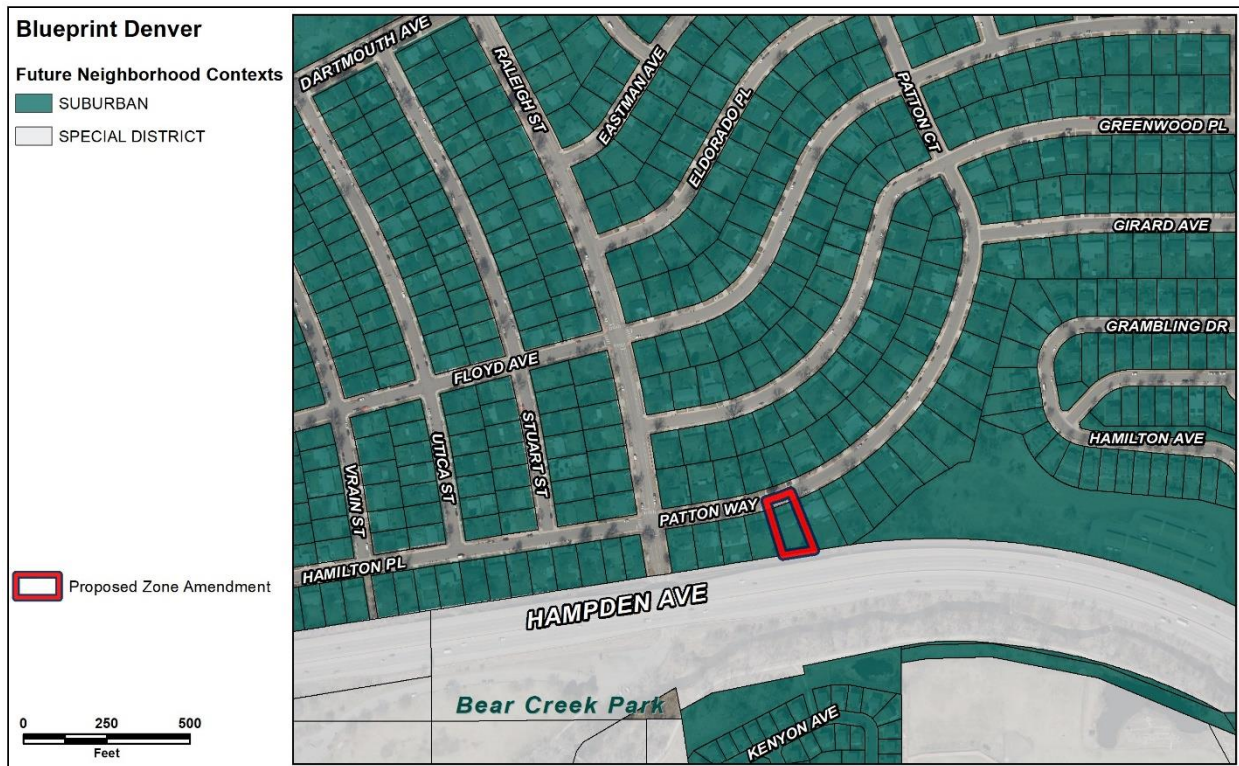 Blueprint Denver
Future Neighborhood Contexts
SUBURBAN
SPECIAL DISTRICT
Proposed Zone Amendment
0 250 500
Feet
DARTMOUTH AVE
RALEIGH ST
EASTMAN AVE
ELDORADO PL
PATTON CT
GREENWOOD PL
GIRARD AVE
GRAMBLING DR
HAMILTON AVE
FLOYD AVE
VRAIN ST
UTICA ST
STUART ST
PATTON WAY
HAMILTON PL
HAMPDEN AVE
Bear Creek Park
KENYON AVE